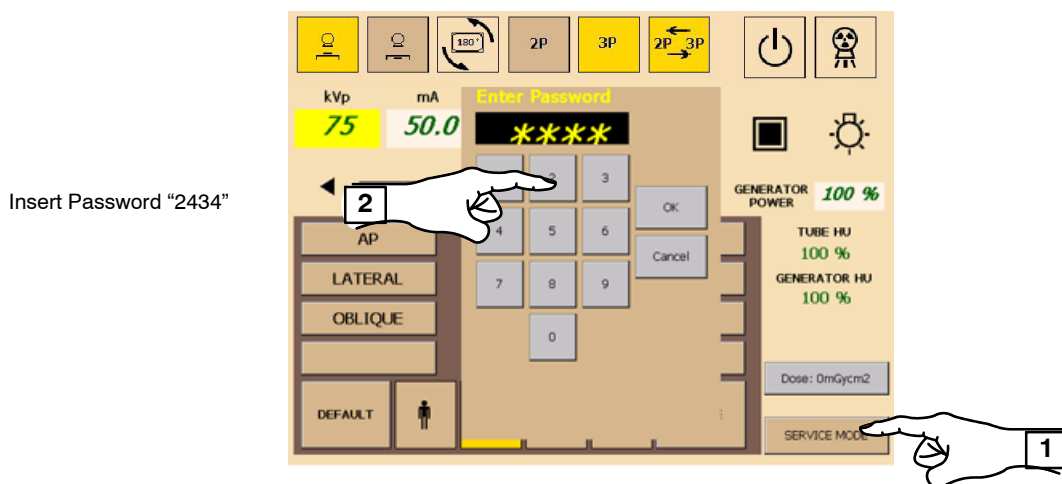 180°
2P
3P
2P 3P
kVp
mA
Enter Password
75
50.0
****
2
3
Insert Password “2434”
2
OK
GENERATOR
POWER
100 %
AP
4
5
6
TUBE HU
100 %
Cancel
LATERAL
7
8
9
GENERATOR HU
100 %
OBLIQUE
0
Dose: 0mGycm2
DEFAULT
SERVICE MODE
1